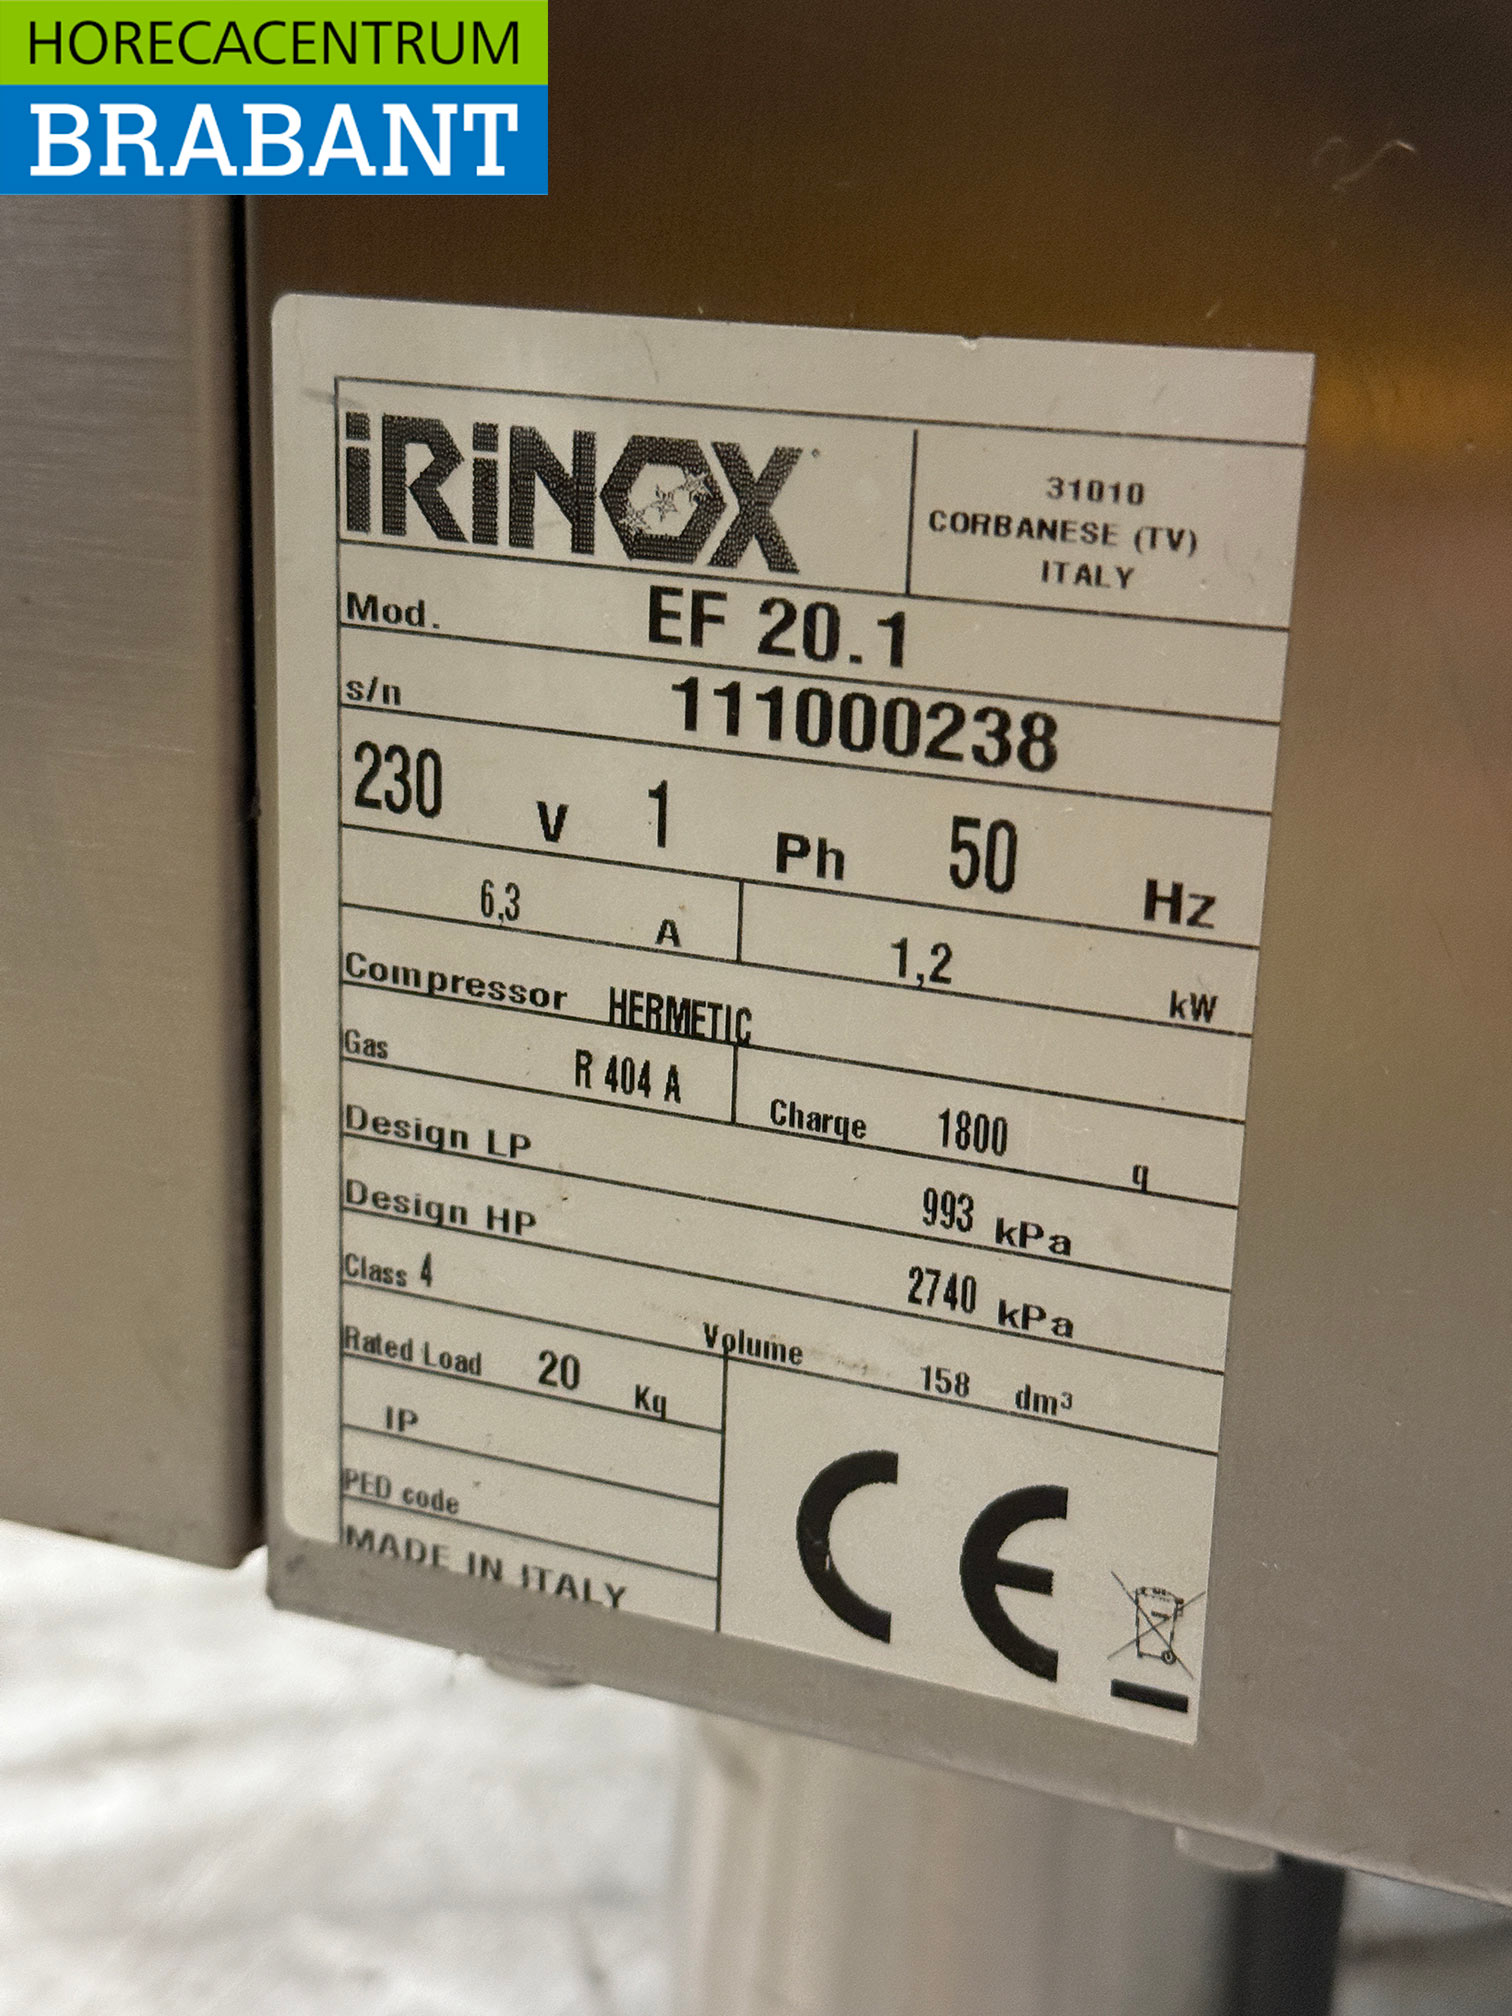 HORECACENTRUM
BRABANT
iRiNOX
31010
CORBANESE (TV)
ITALY
Mod. EF 20.1
s/n 111000238
230 V 1 Ph 50 Hz
6,3 A 1,2 kW
Compressor HERMETIC
Gas R 404 A Charge 1800 g
Design LP 993 kPa
Design HP 2740 kPa
Class 4 Volume 158 dm³
Rated Load 20 Kg
IP
PED code
MADE IN ITALY
CE